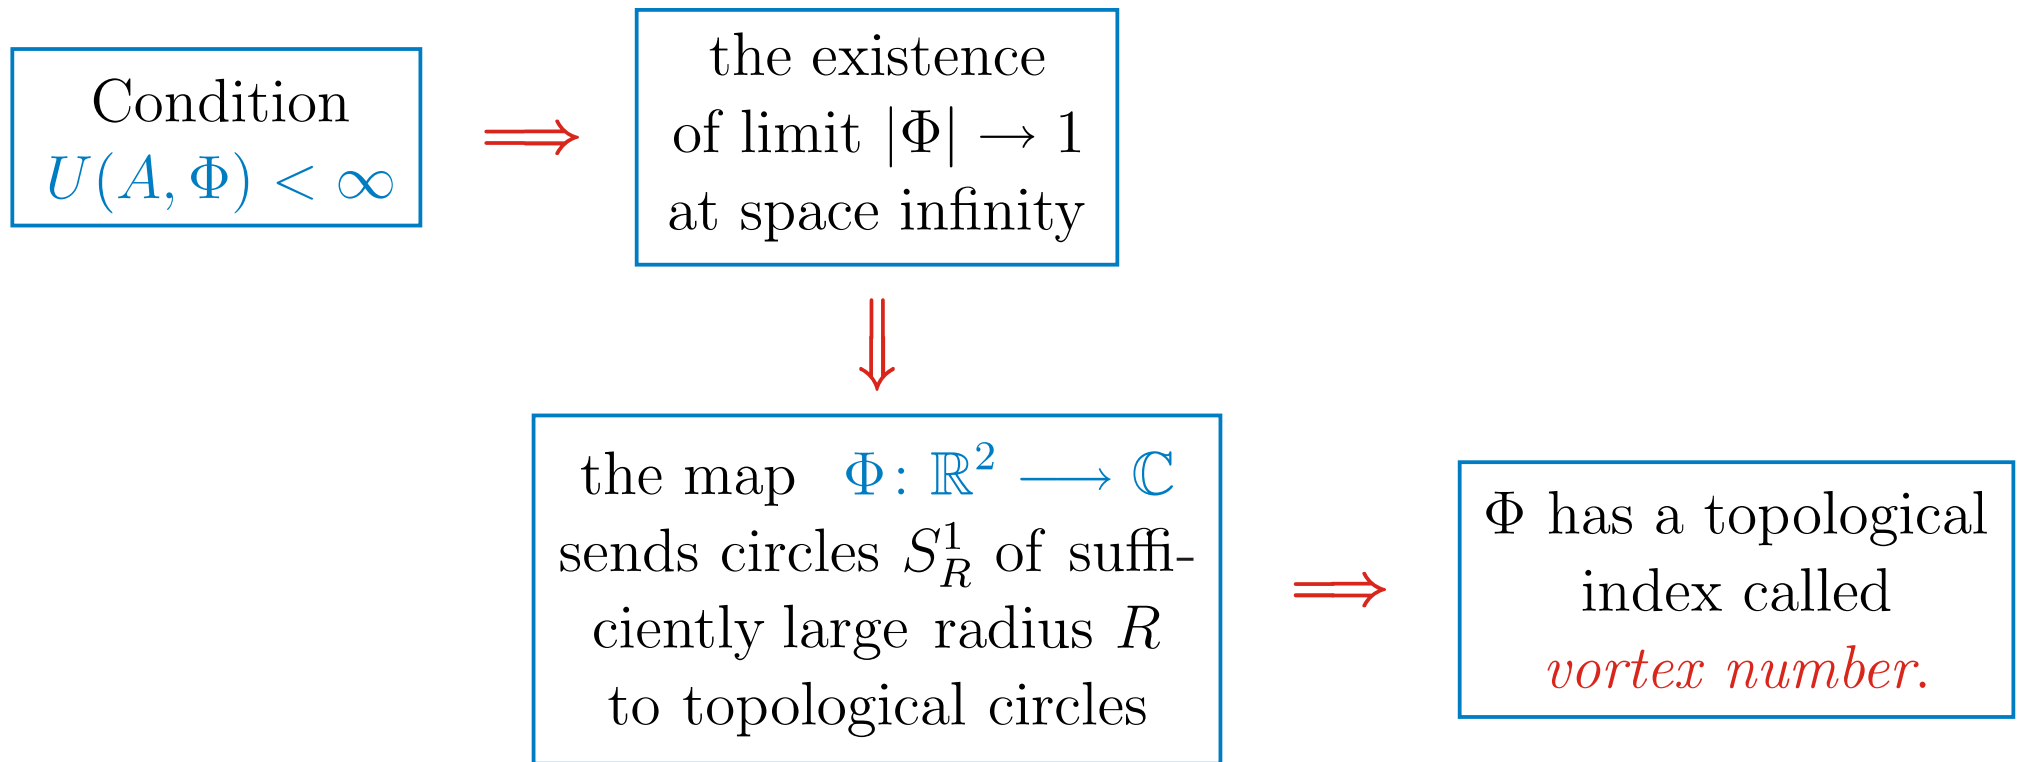 Condition
U(A, Φ) < ∞
⟹
the existence
of limit |Φ| → 1
at space infinity
⇓
the map Φ: ℝ² ⟶ ℂ
sends circles S¹_R of suffi-
ciently large radius R
to topological circles
⟹
Φ has a topological
index called
vortex number.